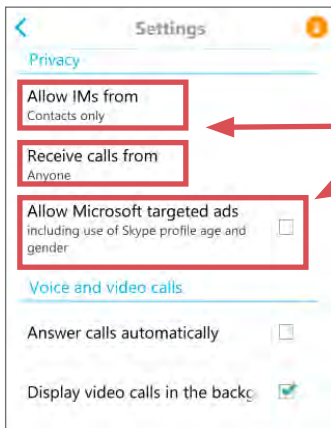 Settings
Privacy
Allow IMs from
Contacts only
Receive calls from
Anyone
Allow Microsoft targeted ads
including use of Skype profile age and
gender
Voice and video calls
Answer calls automatically
Display video calls in the backg